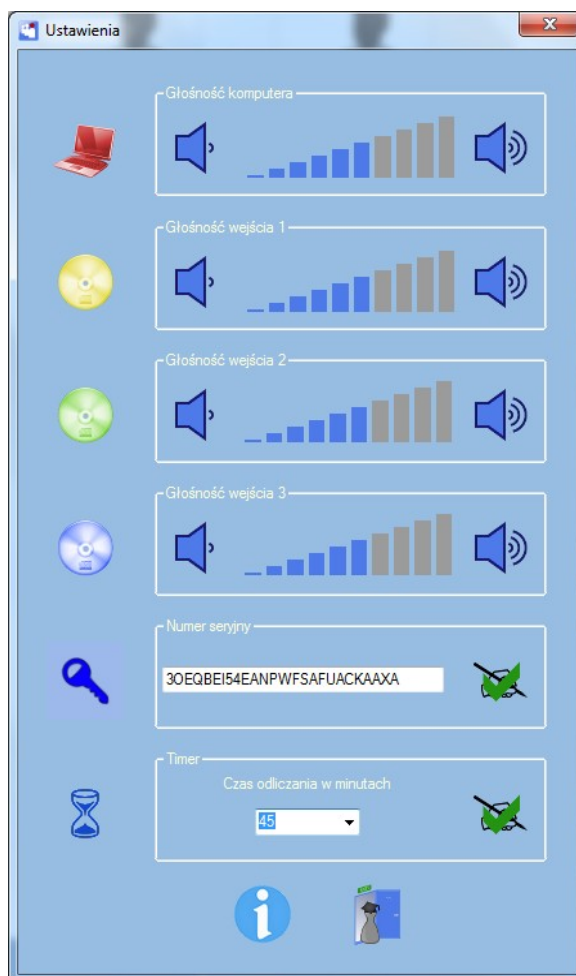 Ustawienia
Głośność komputera
Głośność wejścia 1
Głośność wejścia 2
Głośność wejścia 3
Numer seryjny
3OEQBEI54EANPWFSAFUACKAAXA
Timer
Czas odliczania w minutach
45